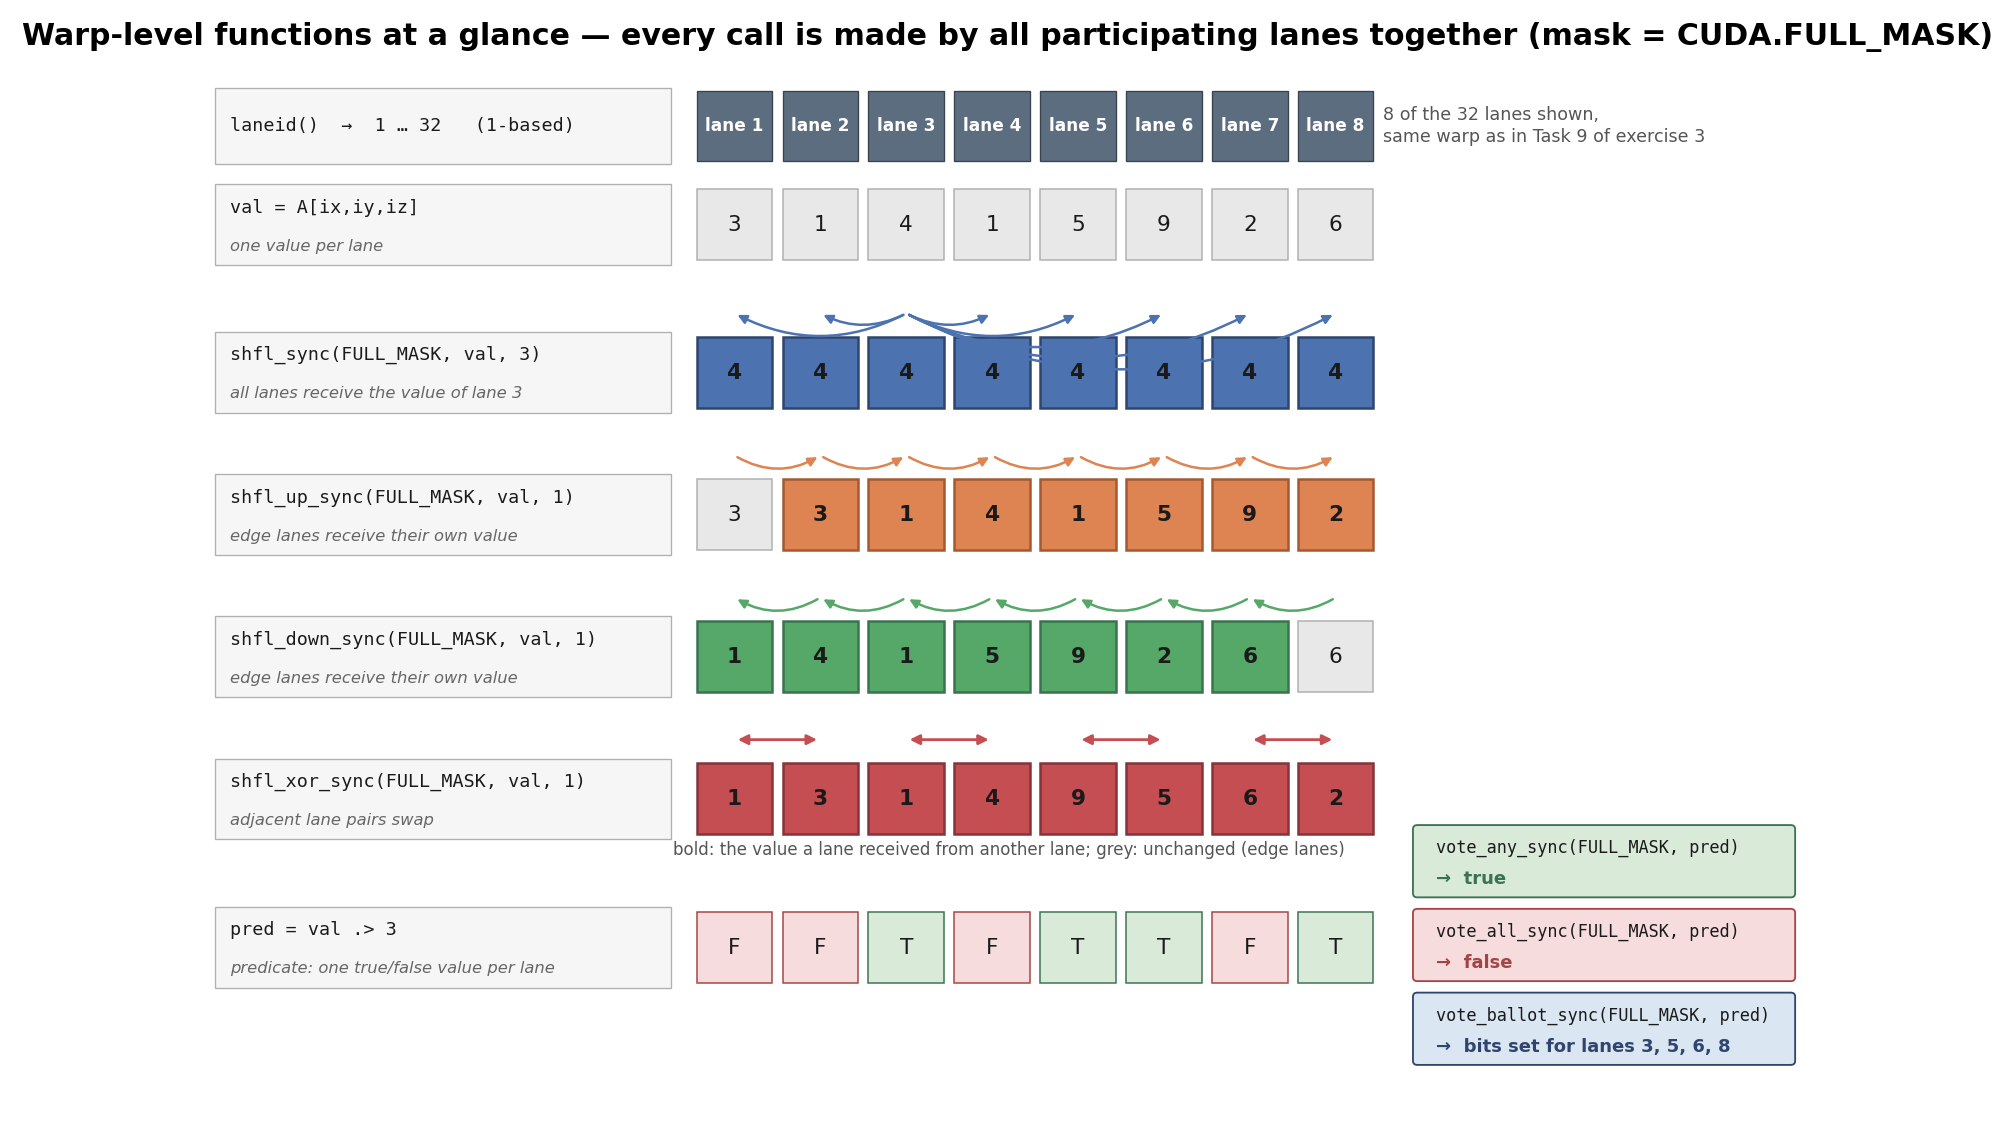 Warp-level functions at a glance — every call is made by all participating lanes together (mask = CUDA.FULL_MASK)
laneid()  →  1 … 32   (1-based)
lane 1 lane 2 lane 3 lane 4 lane 5 lane 6 lane 7 lane 8
8 of the 32 lanes shown,
same warp as in Task 9 of exercise 3
val = A[ix,iy,iz]
one value per lane
3 1 4 1 5 9 2 6
shfl_sync(FULL_MASK, val, 3)
all lanes receive the value of lane 3
4 4 4 4 4 4 4 4
shfl_up_sync(FULL_MASK, val, 1)
edge lanes receive their own value
3 3 1 4 1 5 9 2
shfl_down_sync(FULL_MASK, val, 1)
edge lanes receive their own value
1 4 1 5 9 2 6 6
shfl_xor_sync(FULL_MASK, val, 1)
adjacent lane pairs swap
1 3 1 4 9 5 6 2
bold: the value a lane received from another lane; grey: unchanged (edge lanes)
pred = val .> 3
predicate: one true/false value per lane
F F T F T T F T
vote_any_sync(FULL_MASK, pred)
→ true
vote_all_sync(FULL_MASK, pred)
→ false
vote_ballot_sync(FULL_MASK, pred)
→ bits set for lanes 3, 5, 6, 8